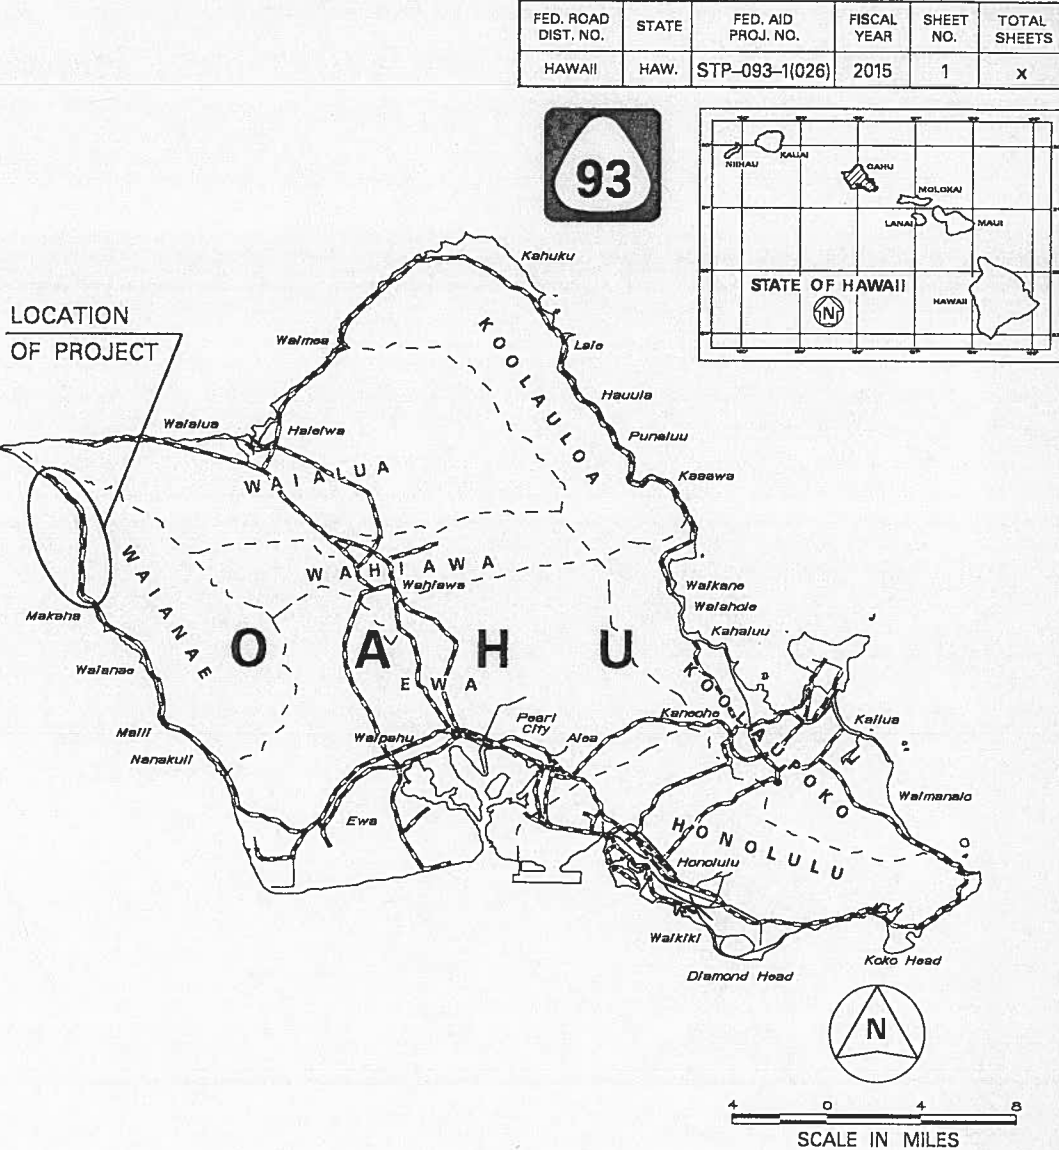 FED. ROAD DIST. NO. STATE FED. AID PROJ. NO. FISCAL YEAR SHEET NO. TOTAL SHEETS
HAWAII HAW. STP-093-1(026) 2015 1 x
93
NIIHAU
KAUAI
OAHU
MOLOKAI
LANAI
MAUI
HAWAII
STATE OF HAWAII
N
LOCATION
OF PROJECT
Kahuku
Waimea
Laie
KOOLAULOA
Hauula
Waialua
Haleiwa
Punaluu
WAIALUA
Kaaawa
WAIANAE
WAHIAWA
Wahiawa
Waikane
Waiahole
Makaha
Kahaluu
OAHU
Waianae
EWA
KOOLAUPOKO
Kaneohe
Pearl
City
Kailua
Maili
Waipahu
Aiea
Nanakuli
Waimanalo
Ewa
HONOLULU
Honolulu
Waikiki
Koko Head
Diamond Head
N
4 0 4 8
SCALE IN MILES